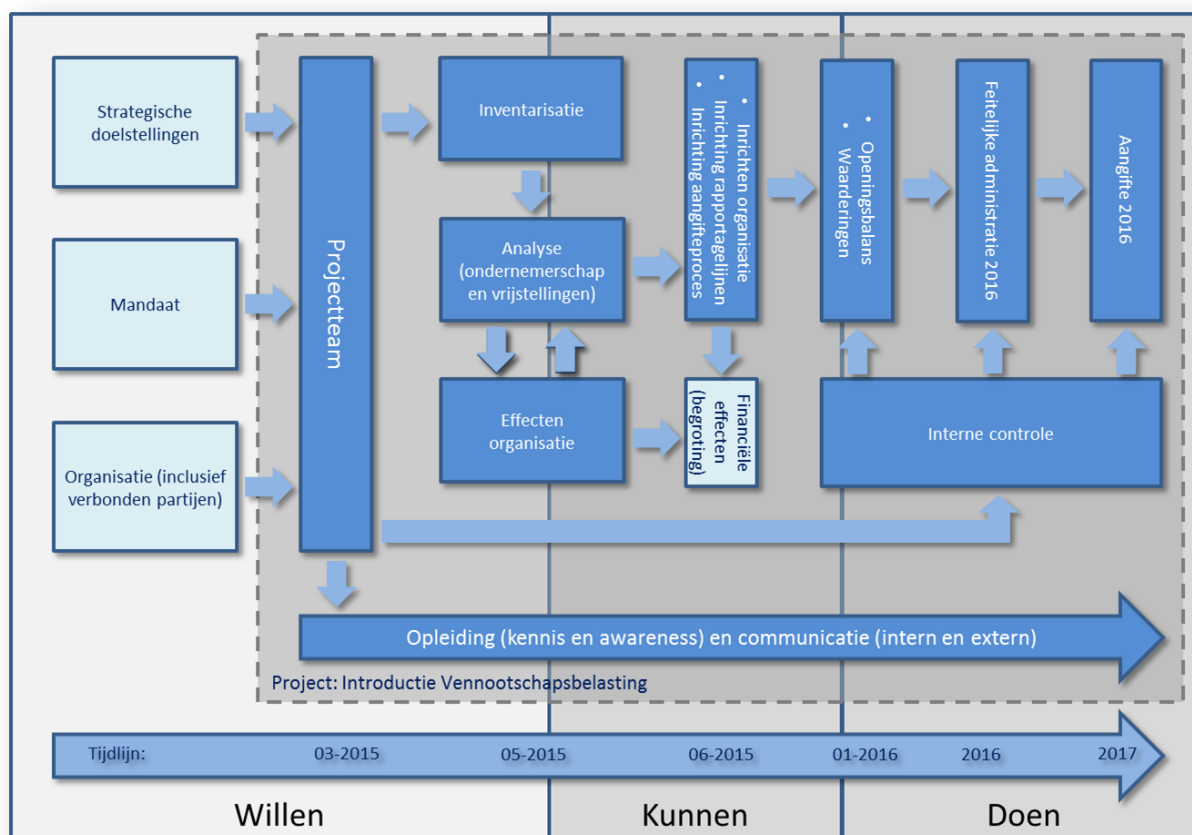 Strategische
doelstellingen
Mandaat
Organisatie (inclusief
verbonden partijen)
Projectteam
Inventarisatie
Analyse
(ondernemerschap
en vrijstellingen)
Effecten
organisatie
• Inrichten organisatie
• Inrichting rapportagelijnen
• Inrichting aangifteproces
Financiële
effecten
(begroting)
• Openingsbalans
• Waarderingen
Feitelijke administratie 2016
Aangifte 2016
Interne controle
Opleiding (kennis en awareness) en communicatie (intern en extern)
Project: Introductie Vennootschapsbelasting
Tijdlijn: 03-2015 05-2015 06-2015 01-2016 2016 2017
Willen Kunnen Doen